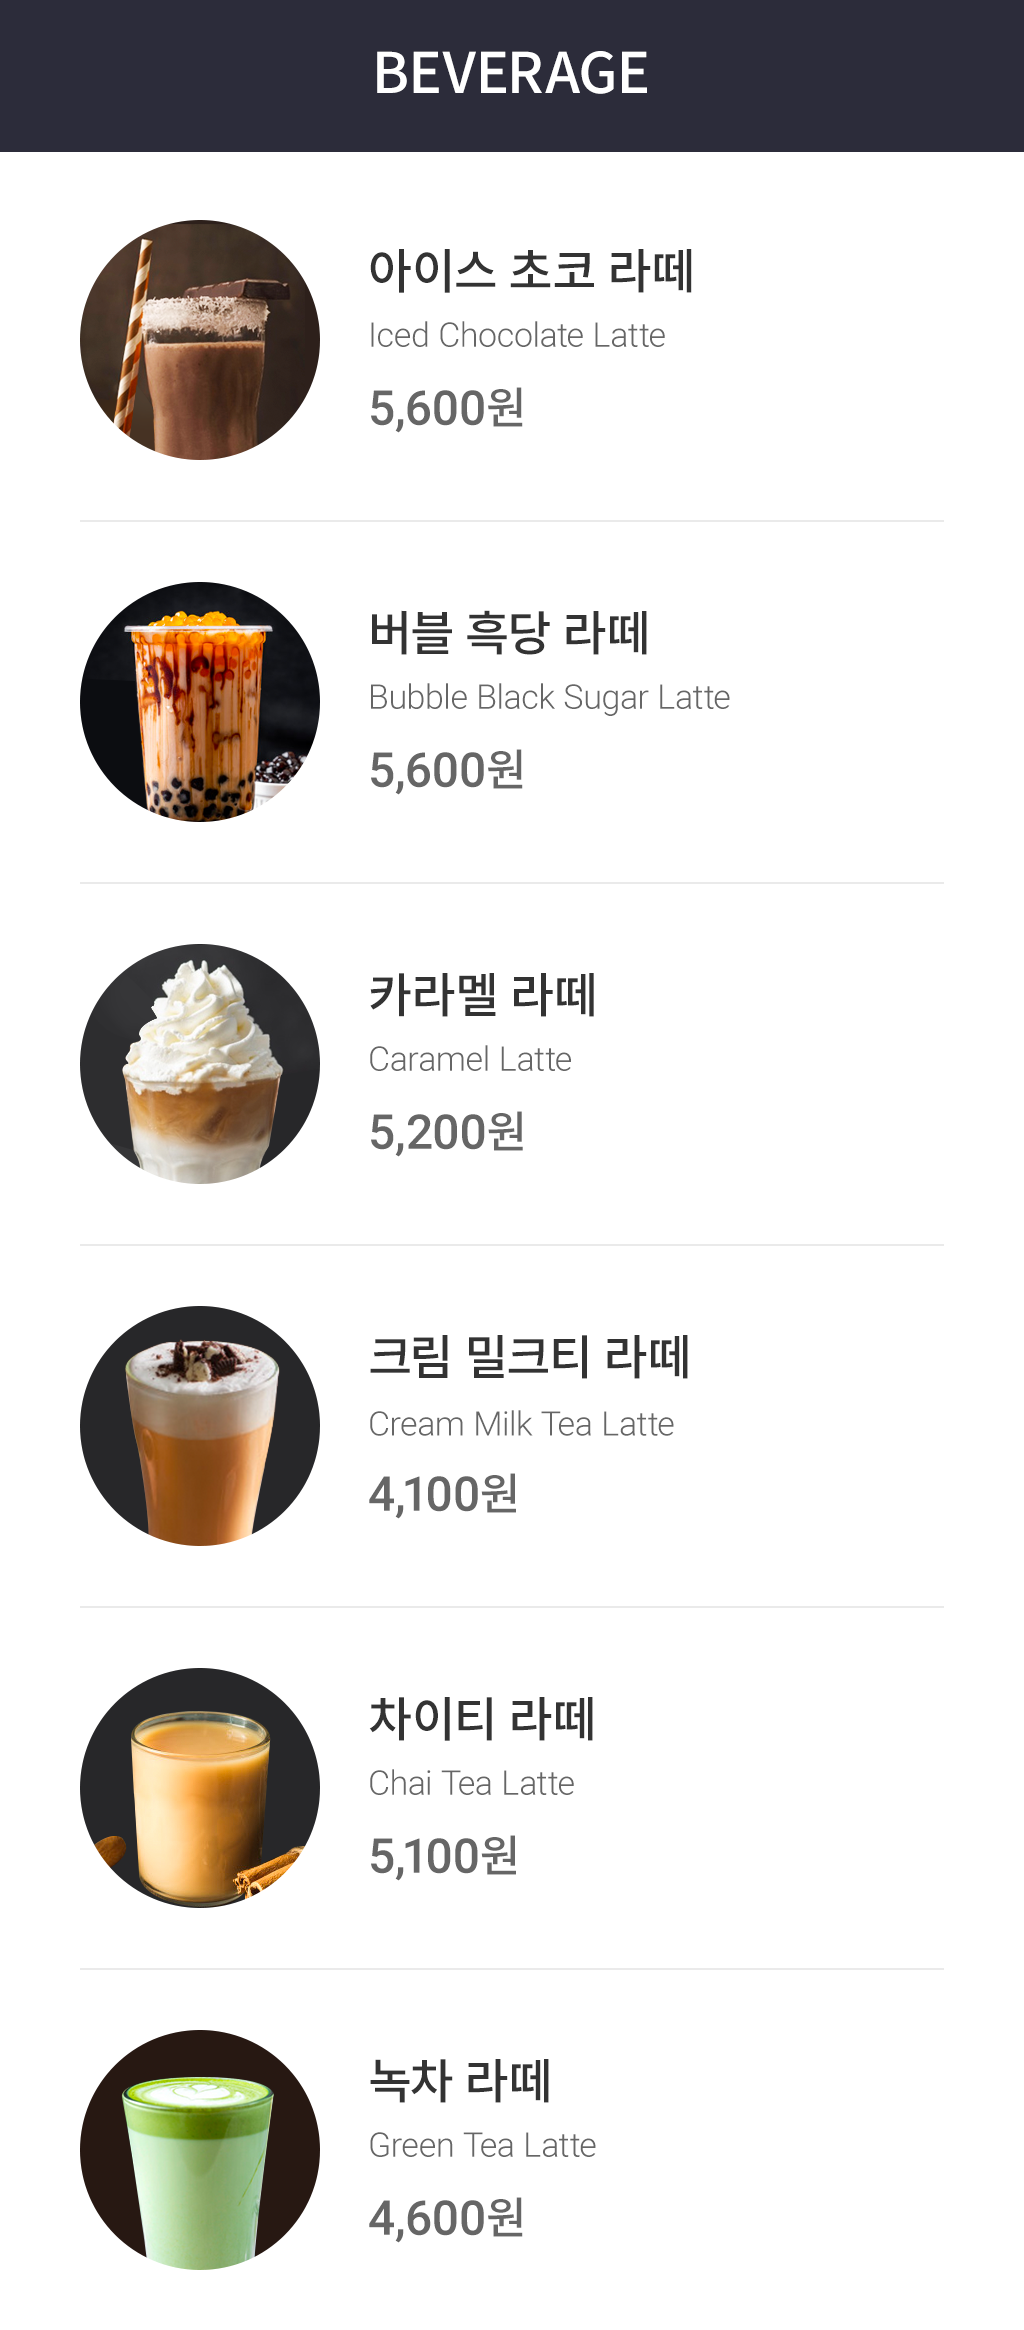 BEVERAGE
아이스 초코 라떼
Iced Chocolate Latte
5,600원
버블 흑당 라떼
Bubble Black Sugar Latte
5,600원
카라멜 라떼
Caramel Latte
5,200원
크림 밀크티 라떼
Cream Milk Tea Latte
4,100원
차이티 라떼
Chai Tea Latte
5,100원
녹차 라떼
Green Tea Latte
4,600원